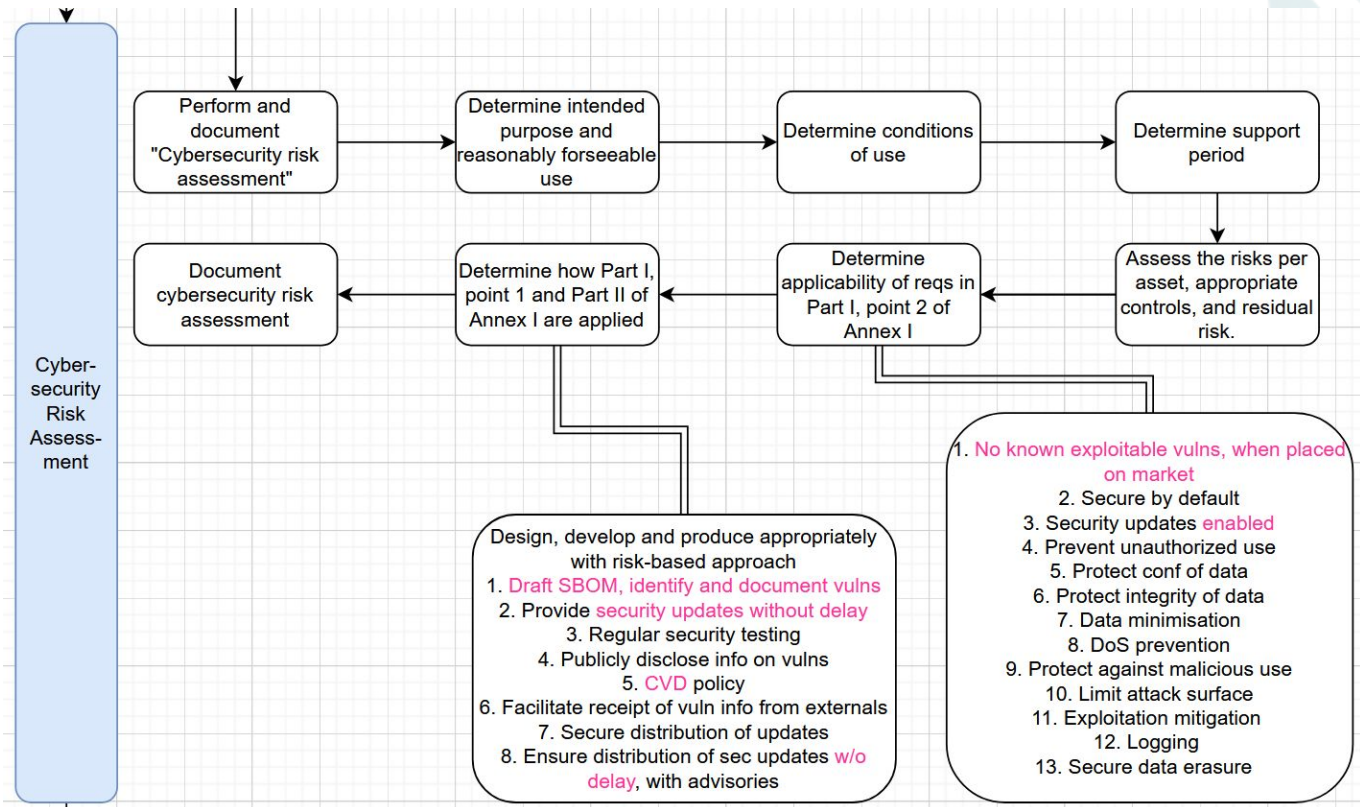 Cyber-
security
Risk
Assess-
ment
Perform and
document
"Cybersecurity risk
assessment"
Determine intended
purpose and
reasonably forseeable
use
Determine conditions
of use
Determine support
period
Document
cybersecurity risk
assessment
Determine how Part I,
point 1 and Part II of
Annex I are applied
Determine
applicability of reqs in
Part I, point 2 of
Annex I
Assess the risks per
asset, appropriate
controls, and residual
risk.
Design, develop and produce appropriately
with risk-based approach
1. Draft SBOM, identify and document vulns
2. Provide security updates without delay
3. Regular security testing
4. Publicly disclose info on vulns
5. CVD policy
6. Facilitate receipt of vuln info from externals
7. Secure distribution of updates
8. Ensure distribution of sec updates w/o
delay, with advisories
1. No known exploitable vulns, when placed
on market
2. Secure by default
3. Security updates enabled
4. Prevent unauthorized use
5. Protect conf of data
6. Protect integrity of data
7. Data minimisation
8. DoS prevention
9. Protect against malicious use
10. Limit attack surface
11. Exploitation mitigation
12. Logging
13. Secure data erasure